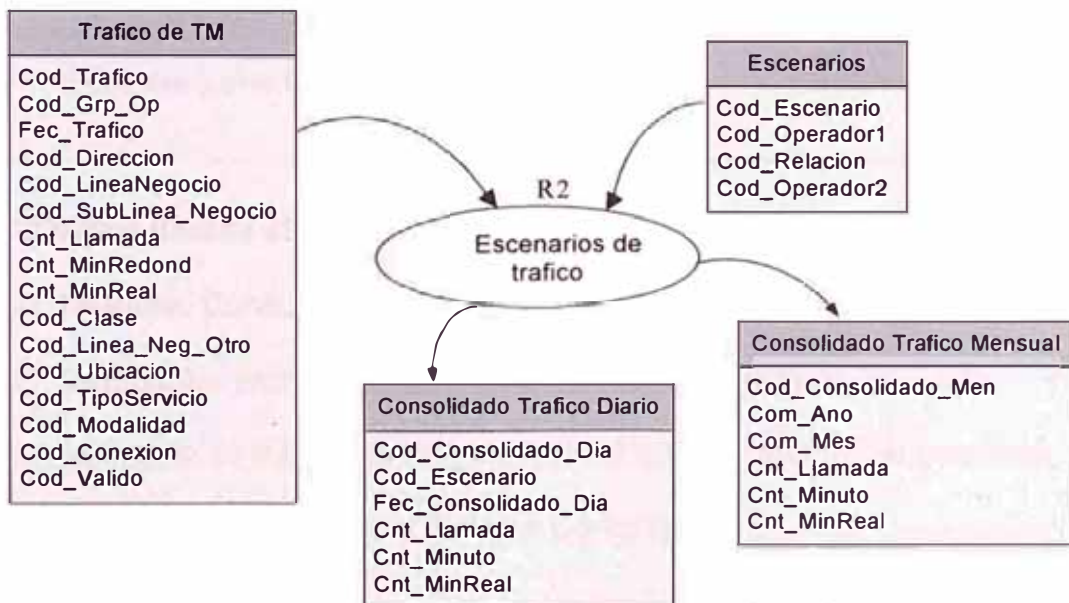 Trafico de TM
Cod_Trafico
Cod_Grp_Op
Fec_Trafico
Cod_Direccion
Cod_LineaNegocio
Cod_SubLinea_Negocio
Cnt_Llamada
Cnt_MinRedond
Cnt_MinReal
Cod_Clase
Cod_Linea_Neg_Otro
Cod_Ubicacion
Cod_TipoServicio
Cod_Modalidad
Cod_Conexion
Cod_Valido
Escenarios
Cod_Escenario
Cod_Operador1
Cod_Relacion
Cod_Operador2
R2
Escenarios de
trafico
Consolidado Trafico Diario
Cod_Consolidado_Dia
Cod_Escenario
Fec_Consolidado_Dia
Cnt_Llamada
Cnt_Minuto
Cnt_MinReal
Consolidado Trafico Mensual
Cod_Consolidado_Men
Com_Ano
Com_Mes
Cnt_Llamada
Cnt_Minuto
Cnt_MinReal